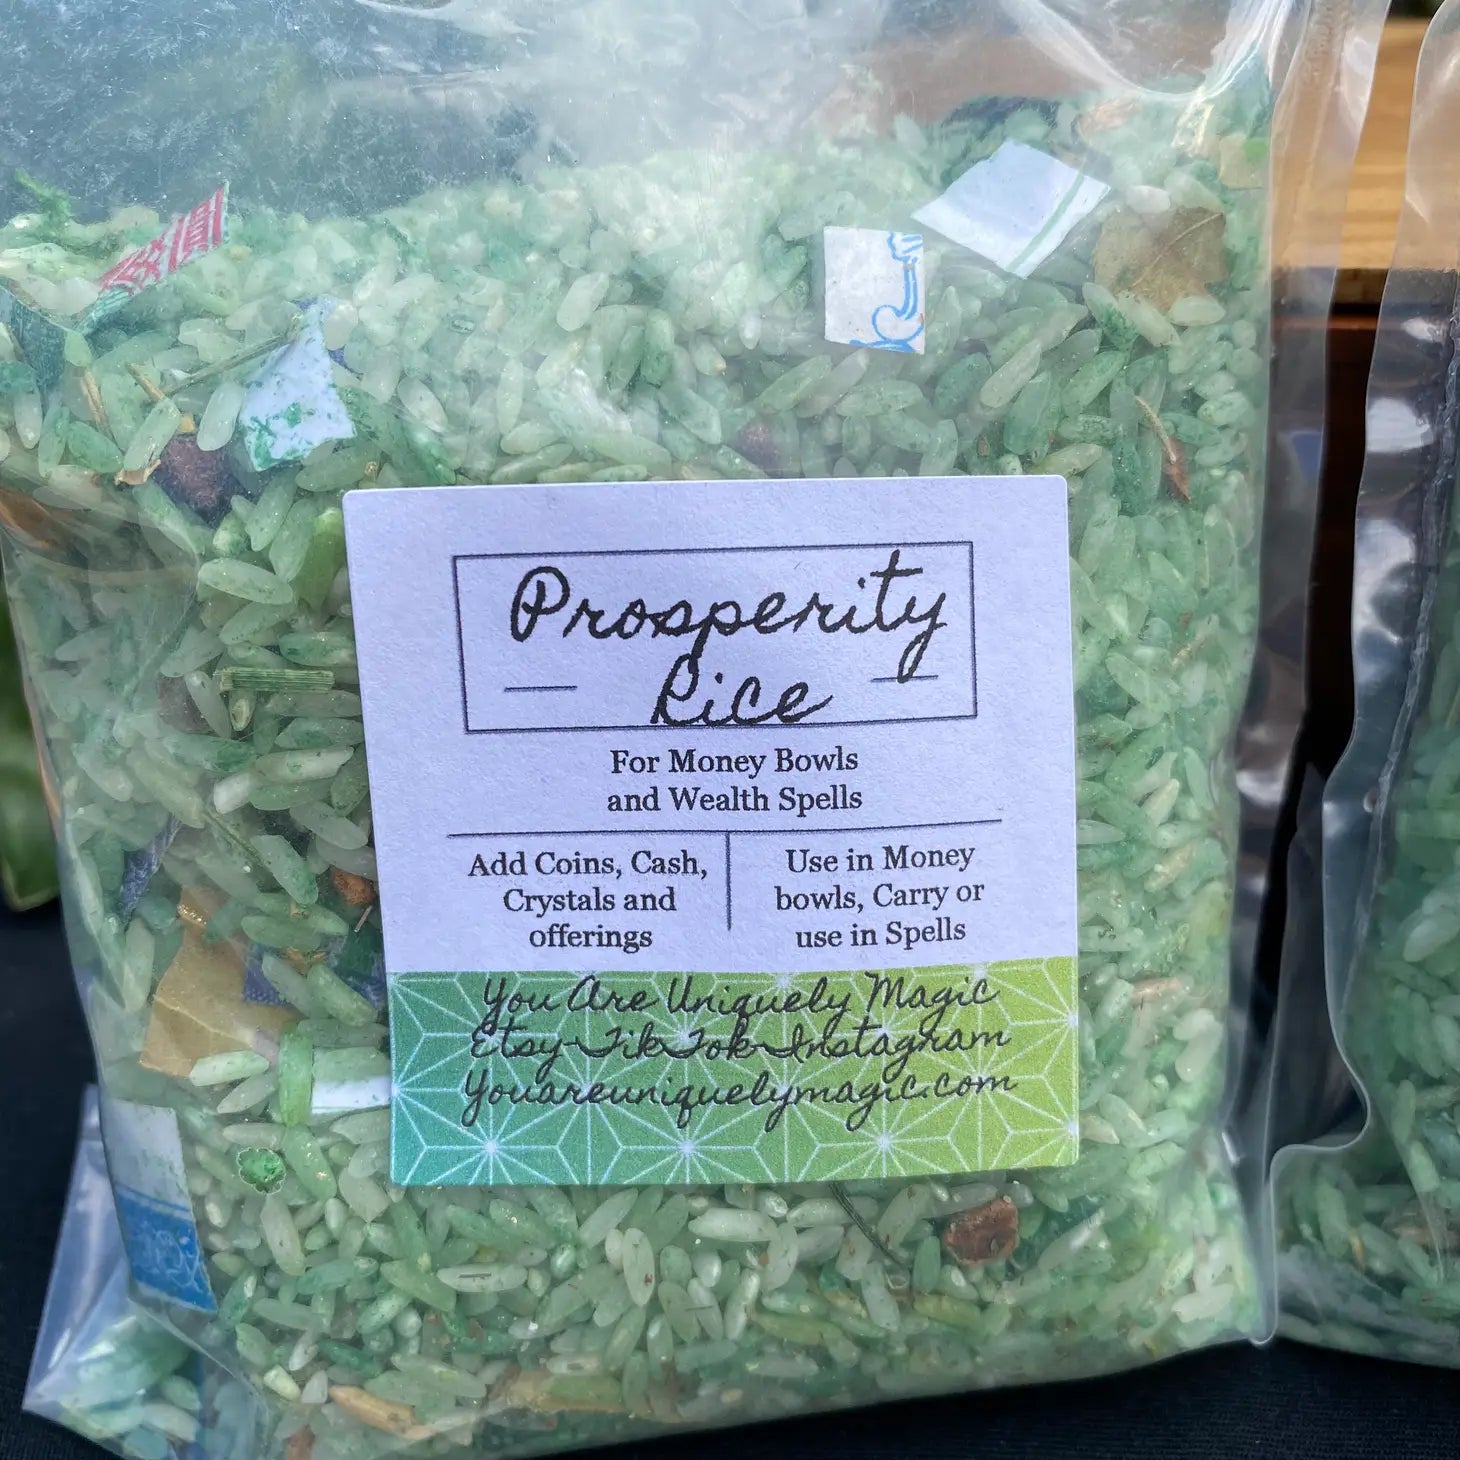 Prosperity
Rice
For Money Bowls
and Wealth Spells
Add Coins, Cash,
Crystals and
offerings
Use in Money
bowls, Carry or
use in Spells
You Are Uniquely Magic
Etsy-TikTok-Instagram
Youareuniquelymagic.com